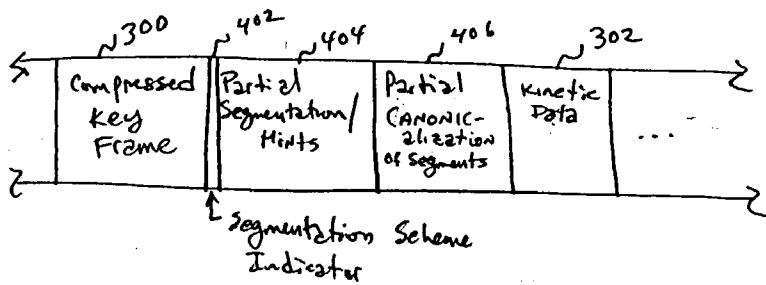 300 402 404 406 302
Compressed
Key
Frame
Partial
Segmentation/
Hints
Partial
CANONIC-
alization
of Segments
Kinetic
Data
...
Segmentation Scheme
Indicator